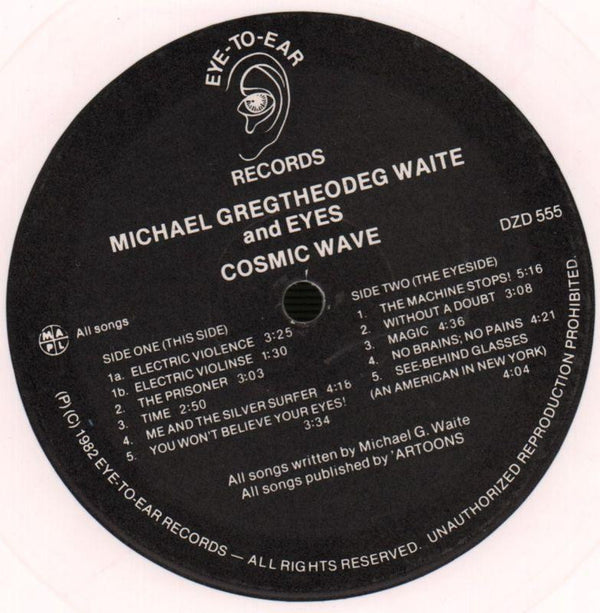 EYE-TO-EAR
RECORDS
MICHAEL GREGTHEODEG WAITE
and EYES
COSMIC WAVE
DZD 555
MAPL
All songs
SIDE ONE (THIS SIDE)
1a. ELECTRIC VIOLENCE 3:25
1b. ELECTRIC VIOLINSE 1:30
2. THE PRISONER 3:03
3. TIME 2:50
4. ME AND THE SILVER SURFER 4:16
5. YOU WON'T BELIEVE YOUR EYES!
3:34
SIDE TWO (THE EYESIDE)
1. THE MACHINE STOPS! 5:16
2. WITHOUT A DOUBT 3:08
3. MAGIC 4:36
4. NO BRAINS; NO PAINS 4:21
5. SEE-BEHIND GLASSES
(AN AMERICAN IN NEW YORK)
4:04
All songs written by Michael G. Waite
All songs published by 'ARTOONS
(P) (C) 1982 EYE-TO-EAR RECORDS — ALL RIGHTS RESERVED. UNAUTHORIZED REPRODUCTION PROHIBITED.